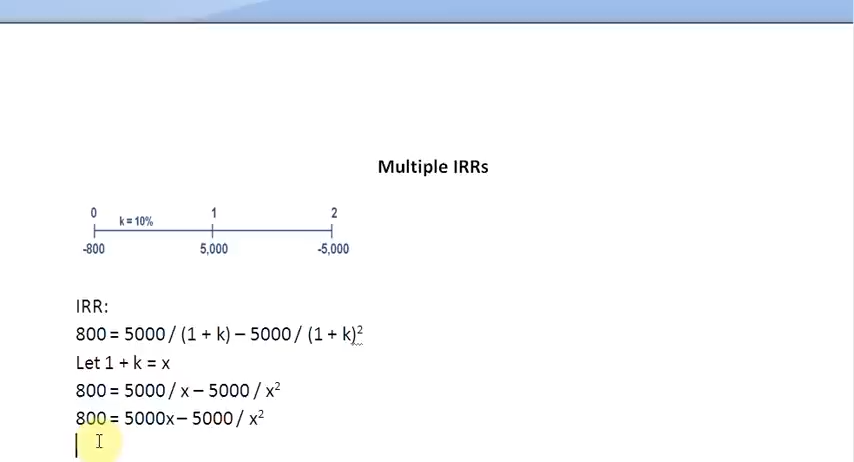 Multiple IRRs
0 1 2
k = 10%
-800 5,000 -5,000
IRR:
800 = 5000 / (1 + k) – 5000 / (1 + k)²
Let 1 + k = x
800 = 5000 / x – 5000 / x²
800 = 5000x – 5000 / x²